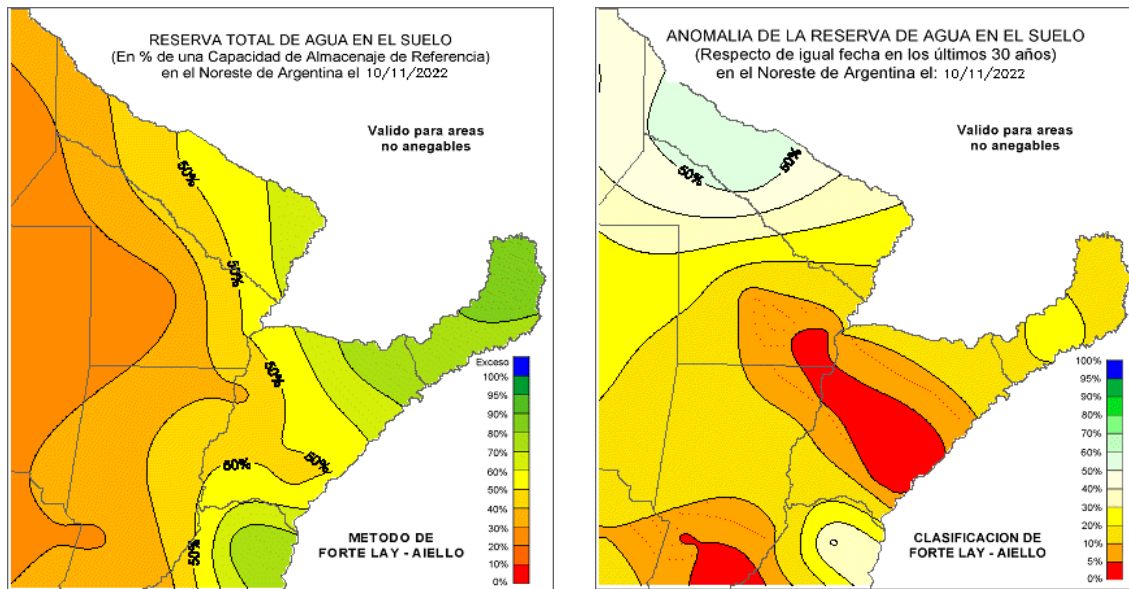 RESERVA TOTAL DE AGUA EN EL SUELO
(En % de una Capacidad de Almacenaje de Referencia)
en el Noreste de Argentina el 10/11/2022
Valido para areas
no anegables
50%
50%
50%
50%
50%
50%
Exceso
100%
95%
90%
80%
70%
60%
50%
40%
30%
20%
10%
0%
METODO DE
FORTE LAY - AIELLO
ANOMALIA DE LA RESERVA DE AGUA EN EL SUELO
(Respecto de igual fecha en los últimos 30 años)
en el Noreste de Argentina el: 10/11/2022
Valido para areas
no anegables
50%
50%
100%
95%
90%
80%
70%
60%
50%
40%
30%
20%
10%
5%
0%
CLASIFICACION DE
FORTE LAY - AIELLO